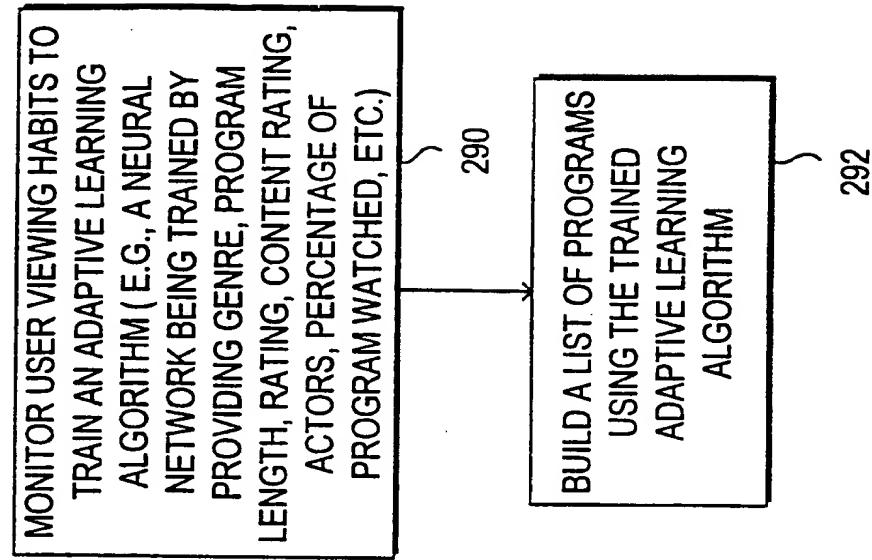 MONITOR USER VIEWING HABITS TO
TRAIN AN ADAPTIVE LEARNING
ALGORITHM ( E.G., A NEURAL
NETWORK BEING TRAINED BY
PROVIDING GENRE, PROGRAM
LENGTH, RATING, CONTENT RATING,
ACTORS, PERCENTAGE OF
PROGRAM WATCHED, ETC.)
290
BUILD A LIST OF PROGRAMS
USING THE TRAINED
ADAPTIVE LEARNING
ALGORITHM
292